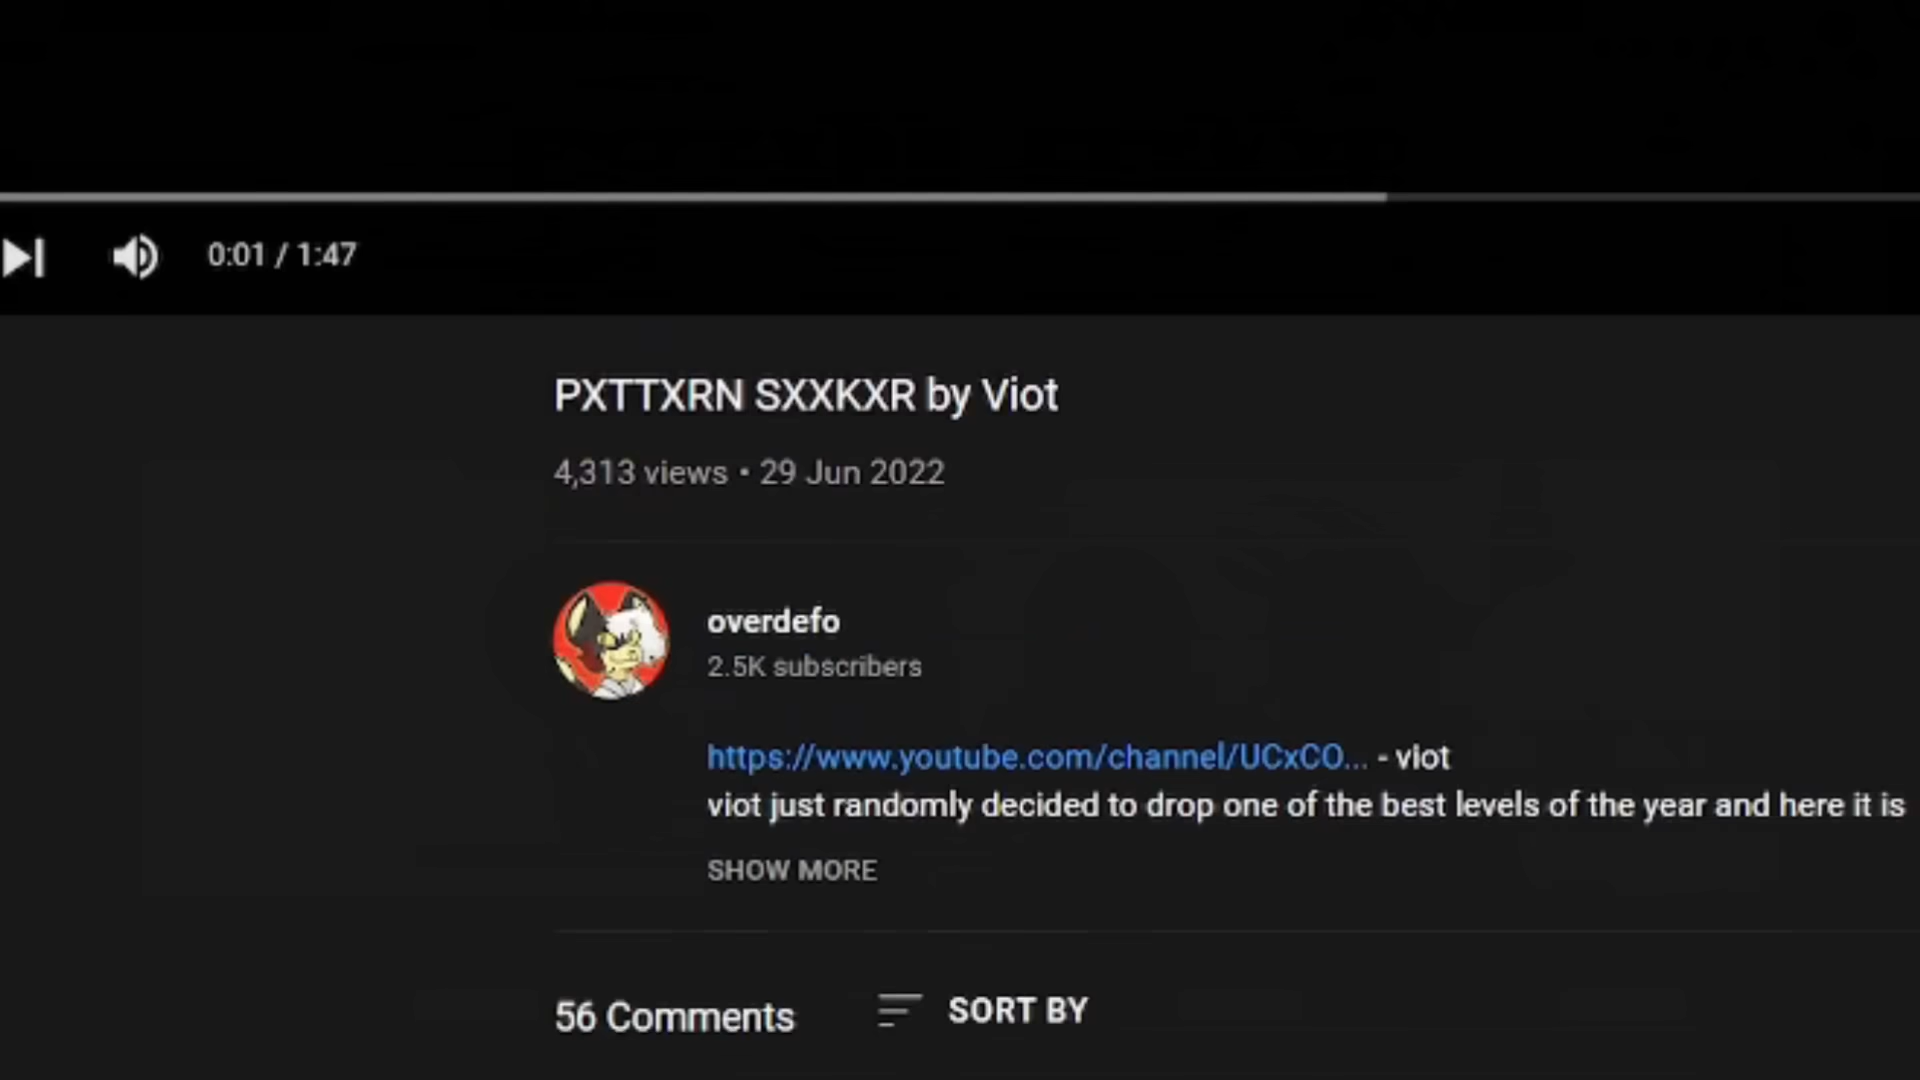 0:01 / 1:47
PXTTXRN SXXKXR by Viot
4,313 views • 29 Jun 2022
overdefo
2.5K subscribers
https://www.youtube.com/channel/UCxCO... - viot
viot just randomly decided to drop one of the best levels of the year and here it is
SHOW MORE
56 Comments SORT BY